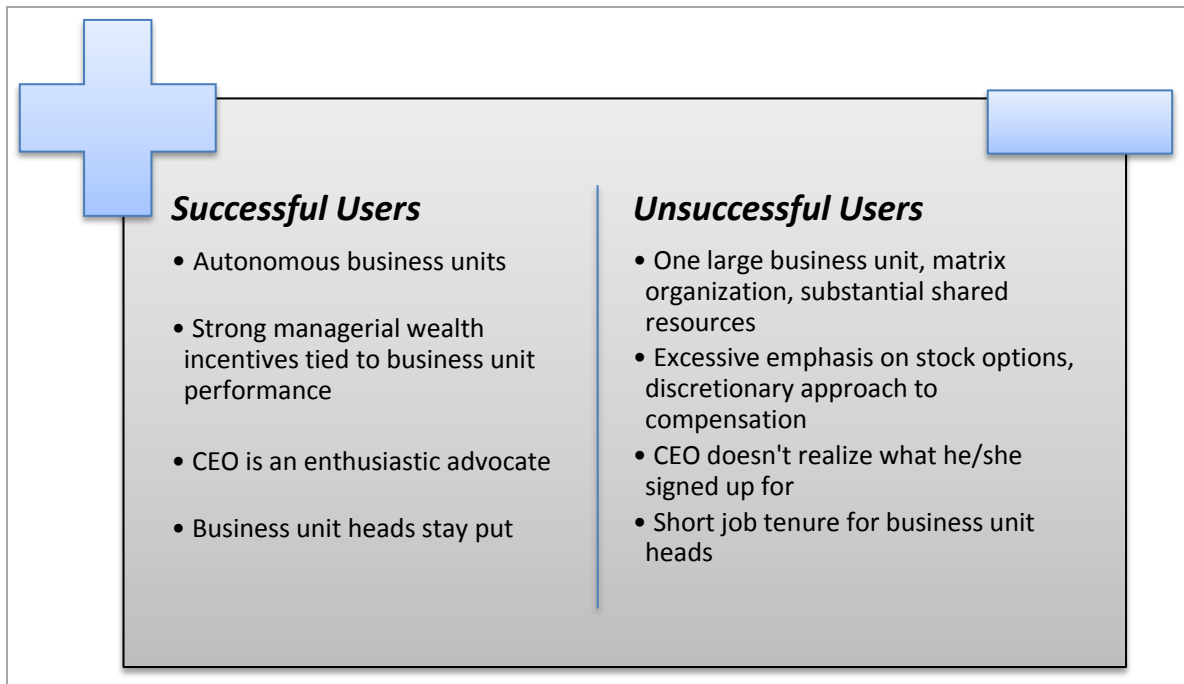 Successful Users
• Autonomous business units
• Strong managerial wealth
incentives tied to business unit
performance
• CEO is an enthusiastic advocate
• Business unit heads stay put
Unsuccessful Users
• One large business unit, matrix
organization, substantial shared
resources
• Excessive emphasis on stock options,
discretionary approach to
compensation
• CEO doesn't realize what he/she
signed up for
• Short job tenure for business unit
heads